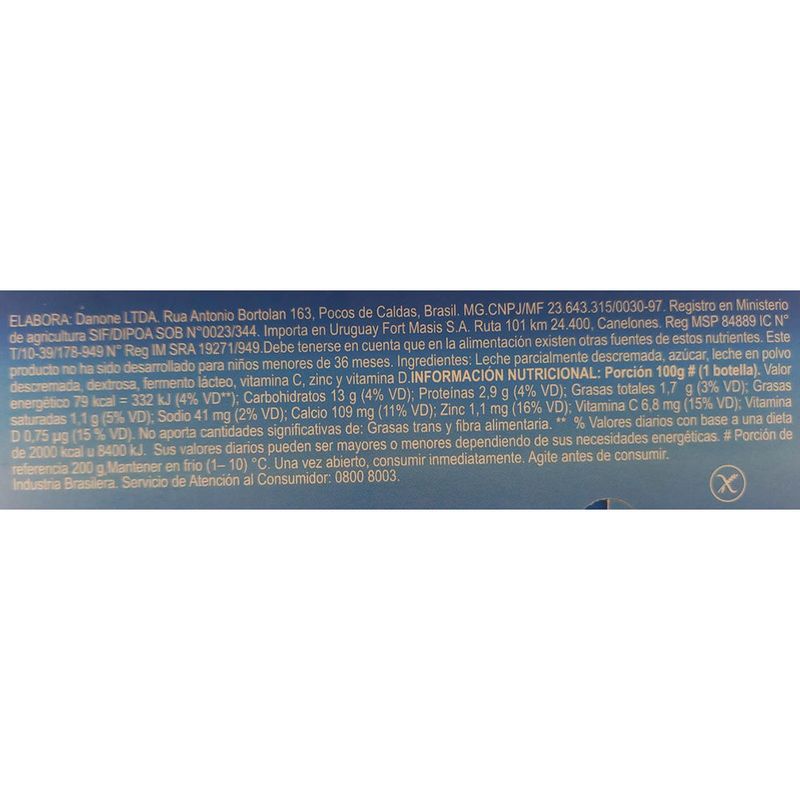 ELABORA: Danone LTDA. Rua Antonio Bortolan 163, Pocos de Caldas, Brasil. MG.CNPJ/MF 23.643.315/0030-97. Registro en Ministerio
de agricultura SIF/DIPOA SOB N°0023/344. Importa en Uruguay Fort Masis S.A. Ruta 101 km 24.400, Canelones. Reg MSP 84889 IC N°
T/10-39/178-949 N° Reg IM SRA 19271/949.Debe tenerse en cuenta que en la alimentación existen otras fuentes de estos nutrientes. Este
producto no ha sido desarrollado para niños menores de 36 meses. Ingredientes: Leche parcialmente descremada, azúcar, leche en polvo
descremada, dextrosa, fermento lácteo, vitamina C, zinc y vitamina D.INFORMACIÓN NUTRICIONAL: Porción 100g # (1 botella). Valor
energético 79 kcal = 332 kJ (4% VD**); Carbohidratos 13 g (4% VD); Proteínas 2,9 g (4% VD); Grasas totales 1,7 g (3% VD); Grasas
saturadas 1,1 g (5% VD); Sodio 41 mg (2% VD); Calcio 109 mg (11% VD); Zinc 1,1 mg (16% VD); Vitamina C 6,8 mg (15% VD); Vitamina
D 0,75 µg (15 % VD). No aporta cantidades significativas de: Grasas trans y fibra alimentaria. ** % Valores diarios con base a una dieta
de 2000 kcal u 8400 kJ. Sus valores diarios pueden ser mayores o menores dependiendo de sus necesidades energéticas. # Porción de
referencia 200 g.Mantener en frío (1– 10) °C. Una vez abierto, consumir inmediatamente. Agite antes de consumir.
Industria Brasilera. Servicio de Atención al Consumidor: 0800 8003.